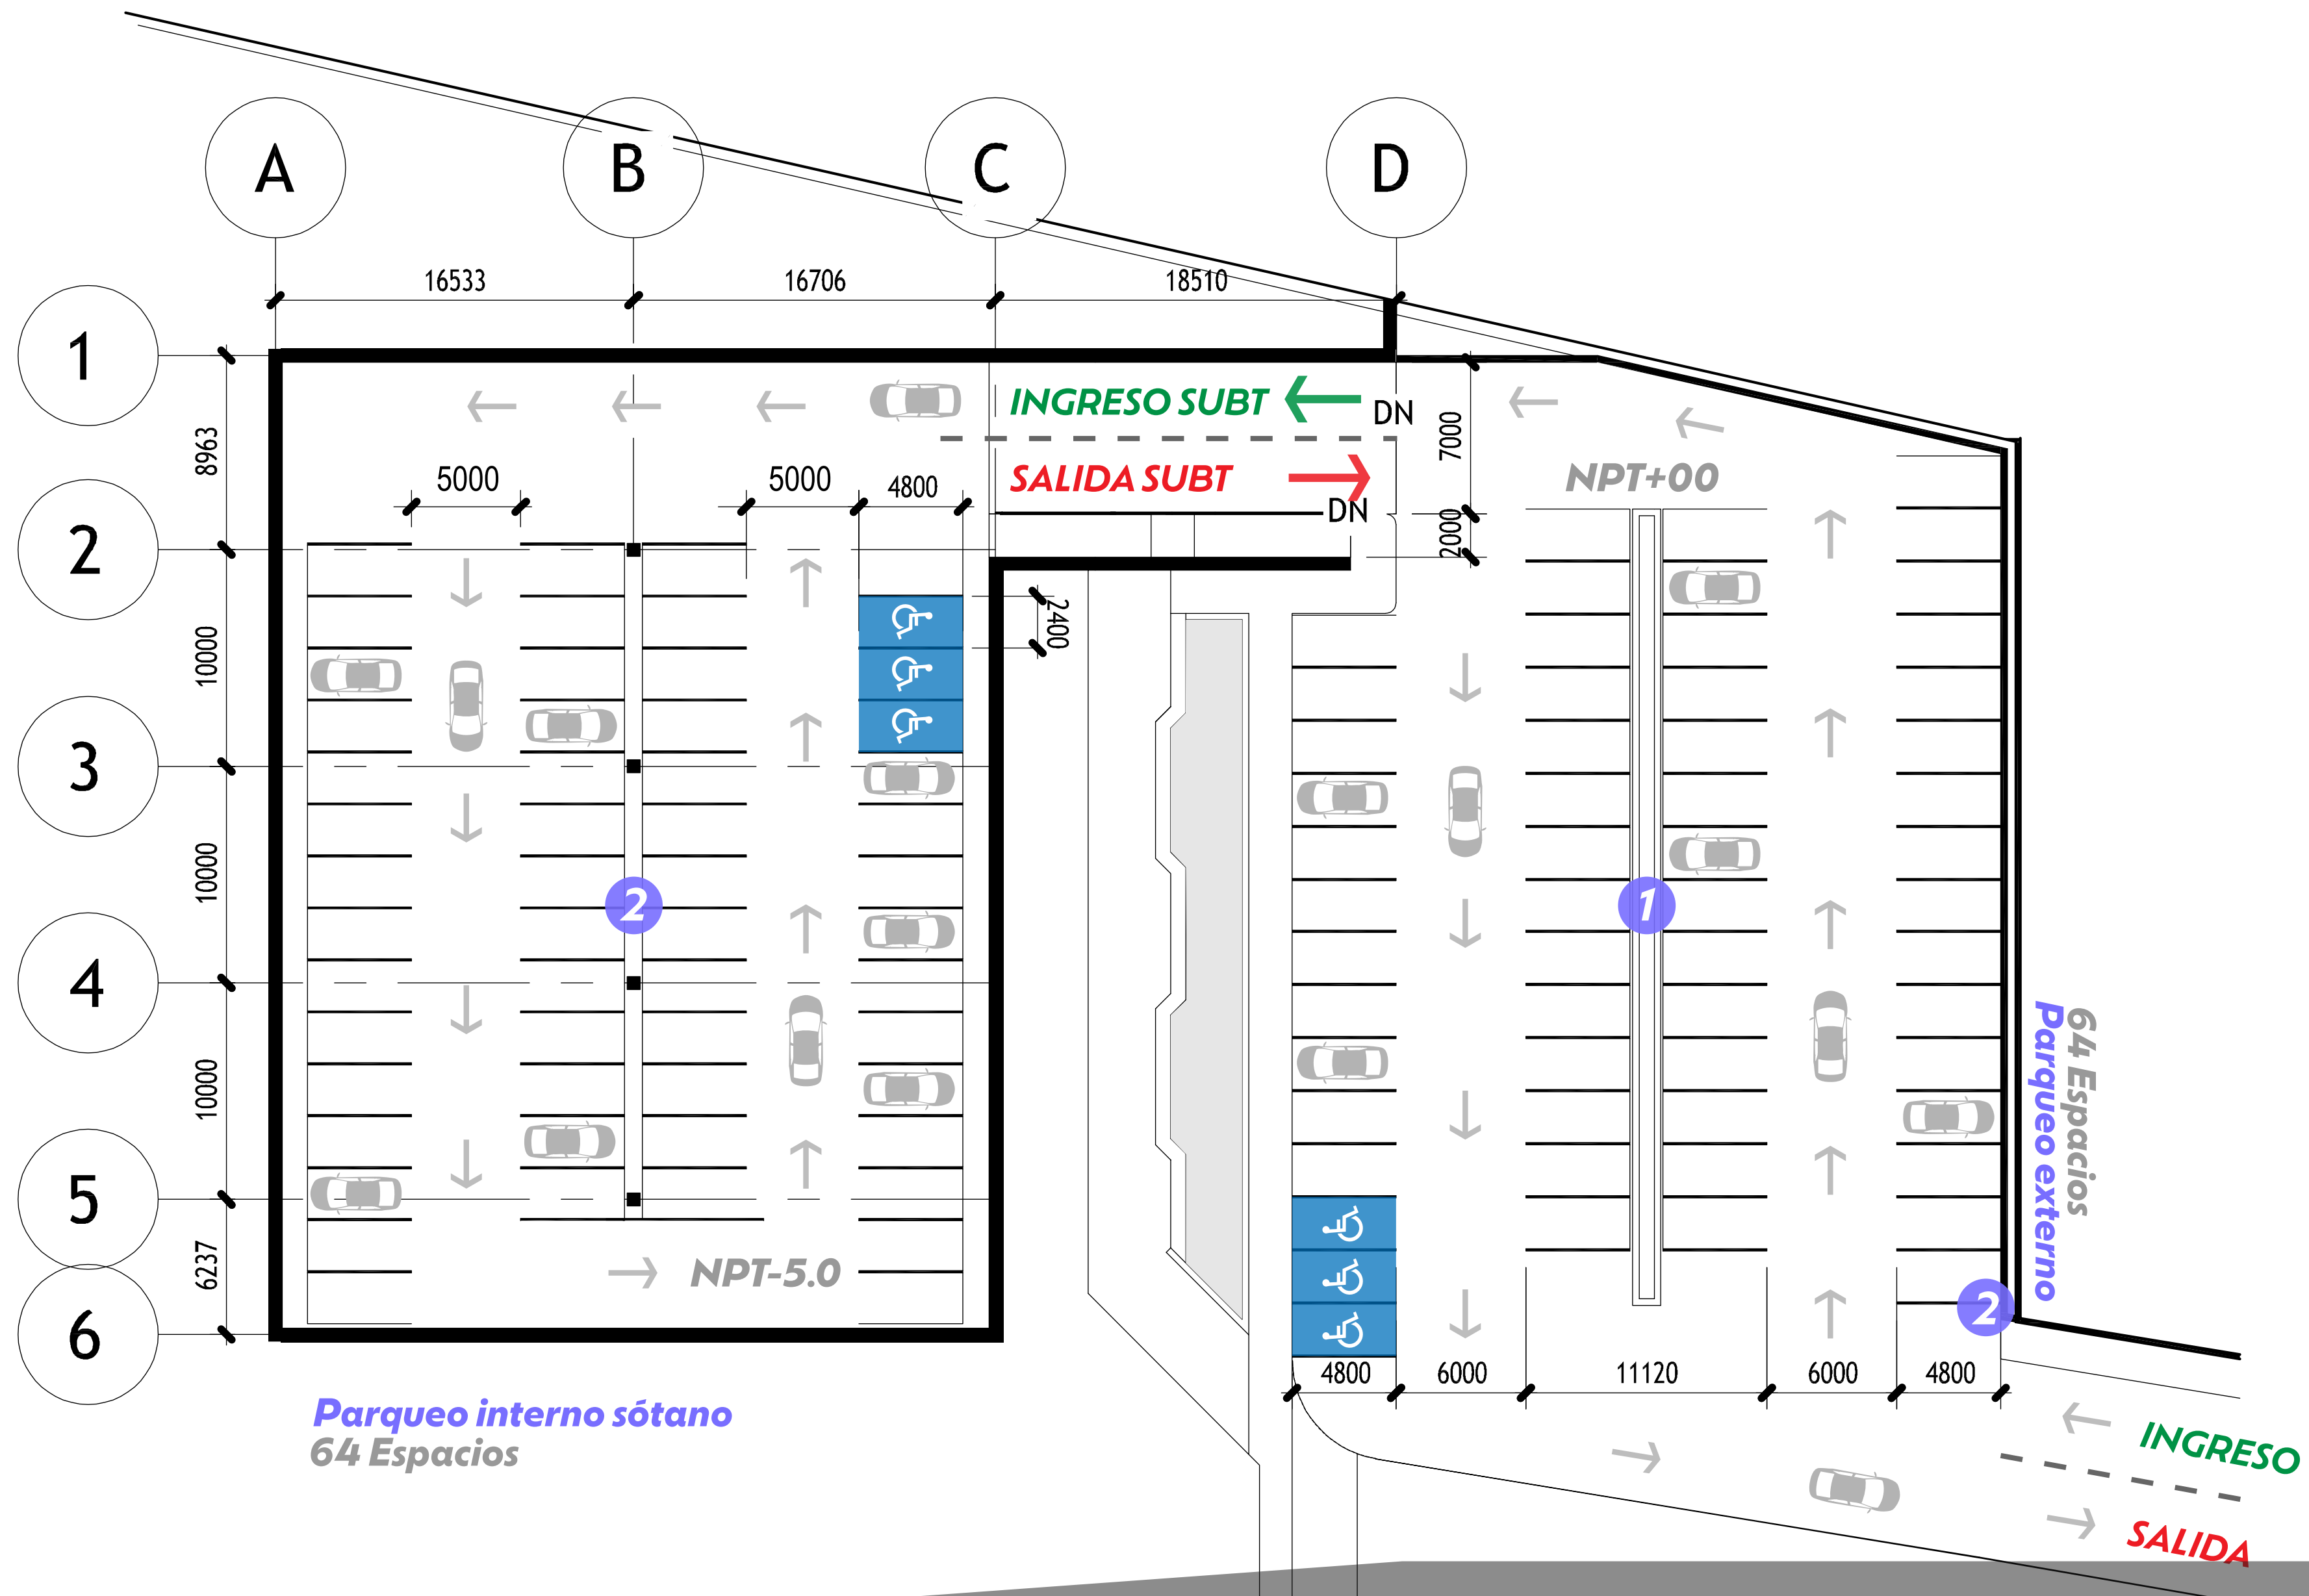 A
B
C
D
16533
16706
18510
1
2
3
4
5
6
8963
10000
10000
10000
6237
INGRESO SUBT
DN
SALIDA SUBT
DN
7000
2000
NPT+00
5000
5000
4800
2400
2
1
2
NPT-5.0
64 Espacios
Parqueo externo
4800
6000
11120
6000
4800
Parqueo interno sótano
64 Espacios
INGRESO
SALIDA